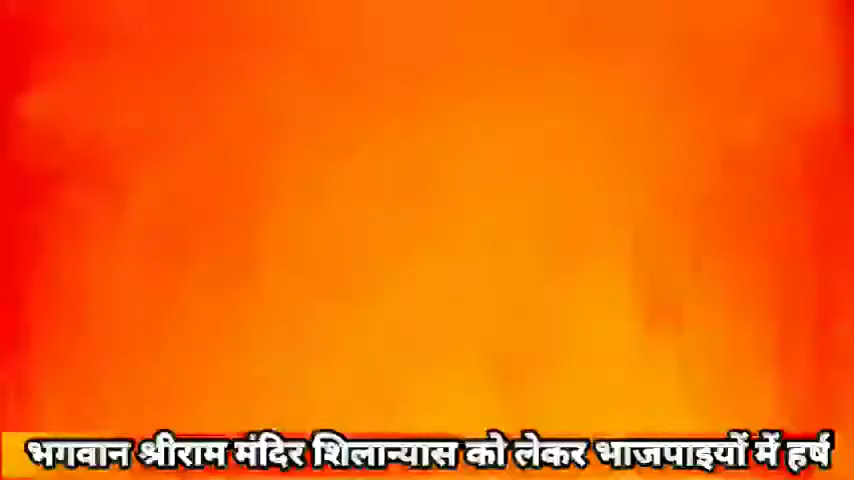 भगवान श्रीराम मंदिर शिलान्यास को लेकर भाजपाइयों में हर्ष